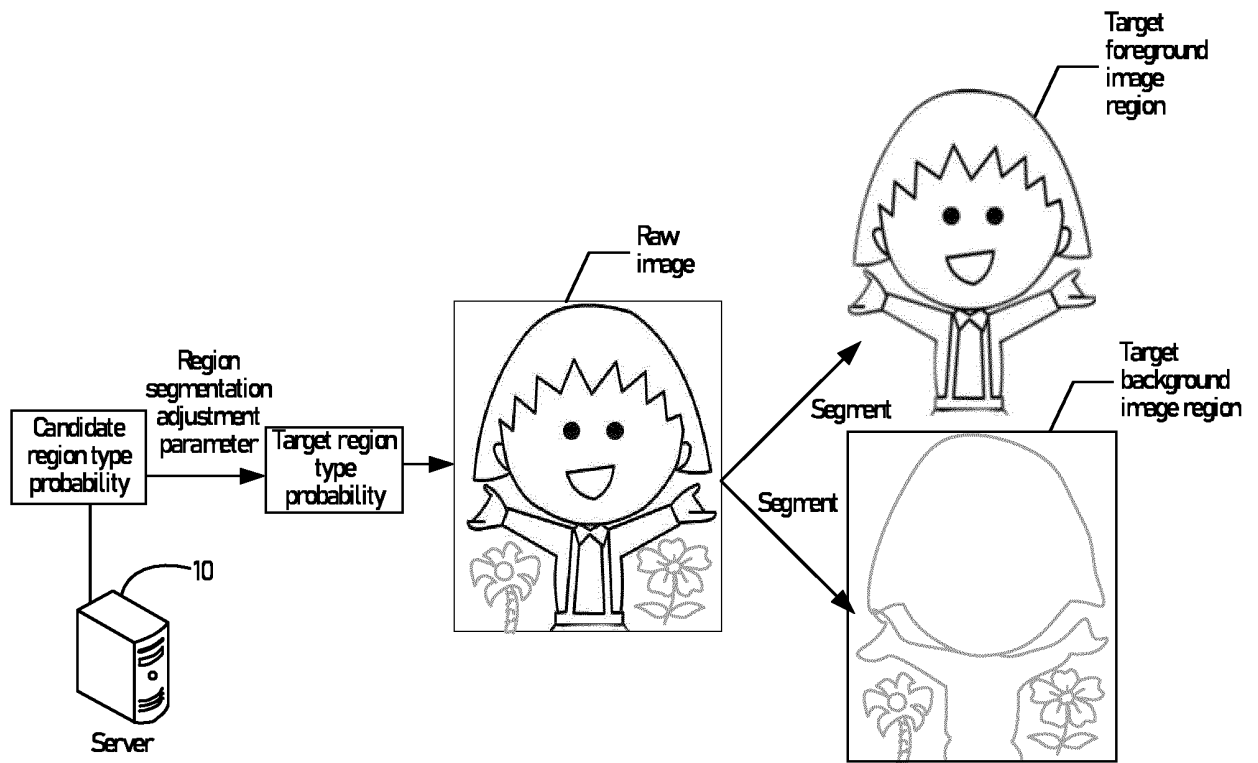 Target
foreground
image
region
Raw
image
Region
segmentation
adjustment
parameter
Candidate
region type
probability
Target region
type
probability
Segment
Segment
Target
background
image region
10
Server